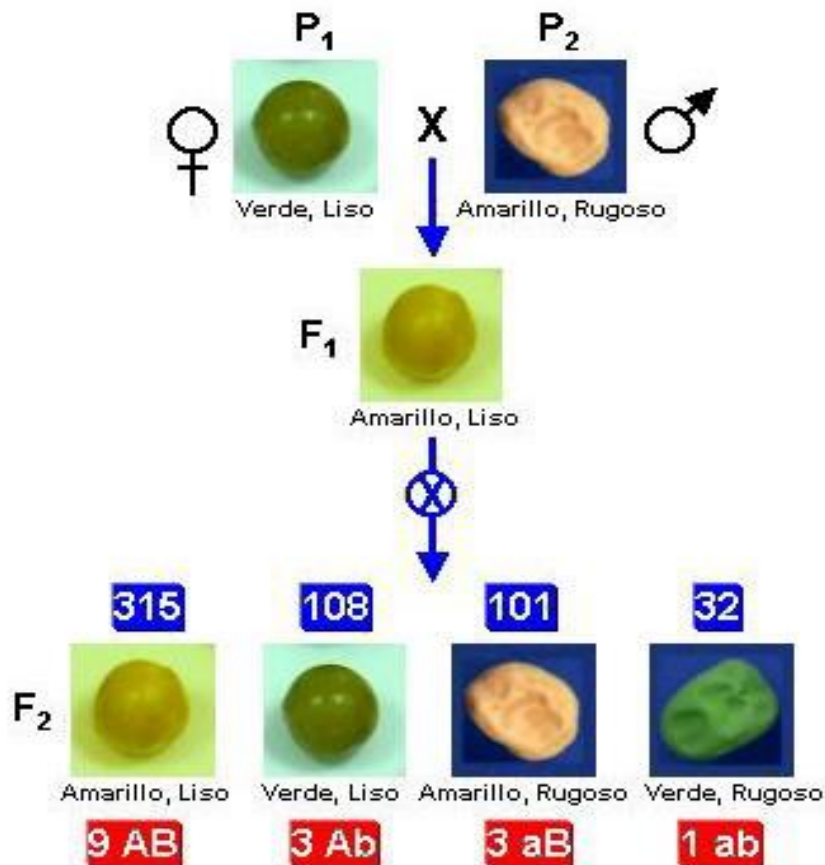 P1 P2
♀ X ♂
Verde, Liso Amarillo, Rugoso
F1
Amarillo, Liso
X
315 108 101 32
F2
Amarillo, Liso Verde, Liso Amarillo, Rugoso Verde, Rugoso
9 AB 3 Ab 3 aB 1 ab